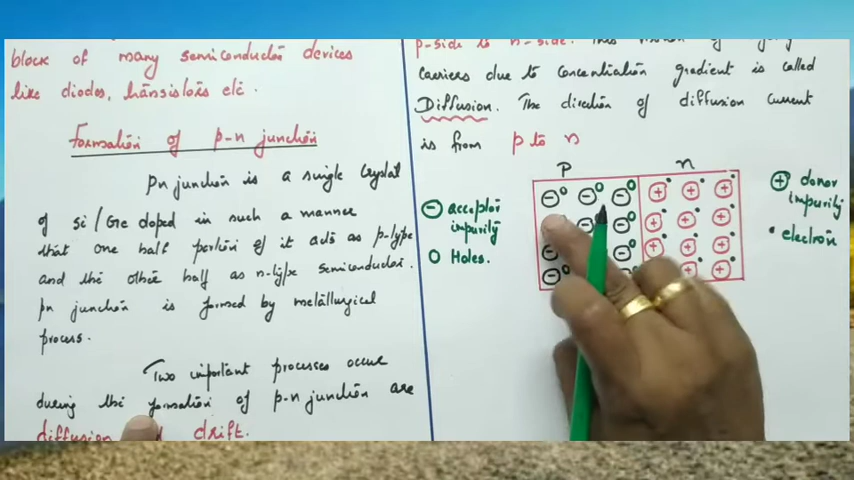 block of many semiconductor devices
like diodes, transistors etc.
Formation of p-n junction
pn junction is a single crystal
of si/Ge doped in such a manner
that one half portion of it acts as p-type
and the other half as n-type semiconductor.
pn junction is formed by metallurgical
process.
Two important processes occur
during the formation of p-n junction are
diffusion drift.
p-side to n-side. This
carriers due to concentration gradient is called
Diffusion. The direction of diffusion current
is from p to n
P n
⊖ acceptor
impurity
O Holes.
⊕ donor
impurity
• electron